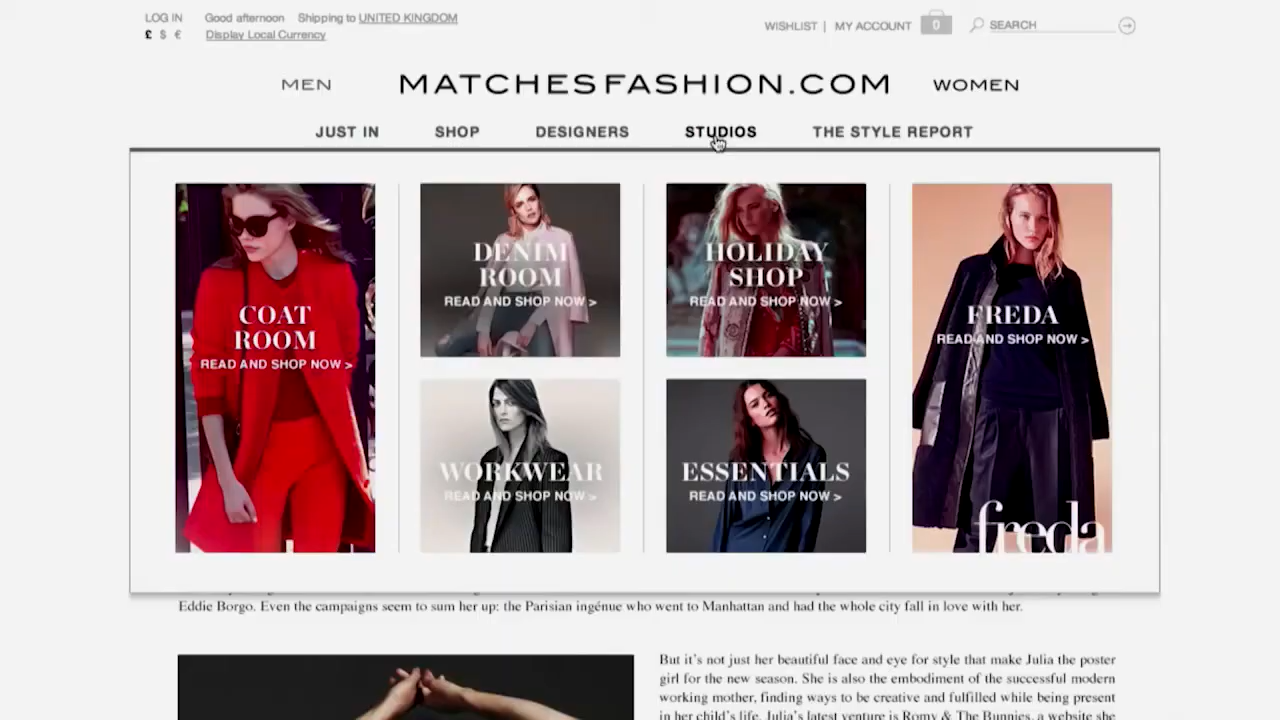 LOG IN Good afternoon Shipping to UNITED KINGDOM
£ $ € Display Local Currency
WISHLIST | MY ACCOUNT 0 SEARCH
MEN MATCHESFASHION.COM WOMEN
JUST IN SHOP DESIGNERS STUDIOS THE STYLE REPORT
COAT
ROOM
READ AND SHOP NOW >
DENIM
ROOM
READ AND SHOP NOW >
WORKWEAR
READ AND SHOP NOW >
HOLIDAY
SHOP
READ AND SHOP NOW >
ESSENTIALS
READ AND SHOP NOW >
FREDA
READ AND SHOP NOW >
freda
Eddie Borgo. Even the campaigns seem to sum her up: the Parisian ingénue who went to Manhattan and had the whole city fall in love with her.
But it's not just her beautiful face and eye for style that make Julia the poster
girl for the new season. She is also the embodiment of the successful modern
working mother, finding ways to be creative and fulfilled while being present
in her child's life. Julia's latest venture is Romy & The Bunnies, a website she